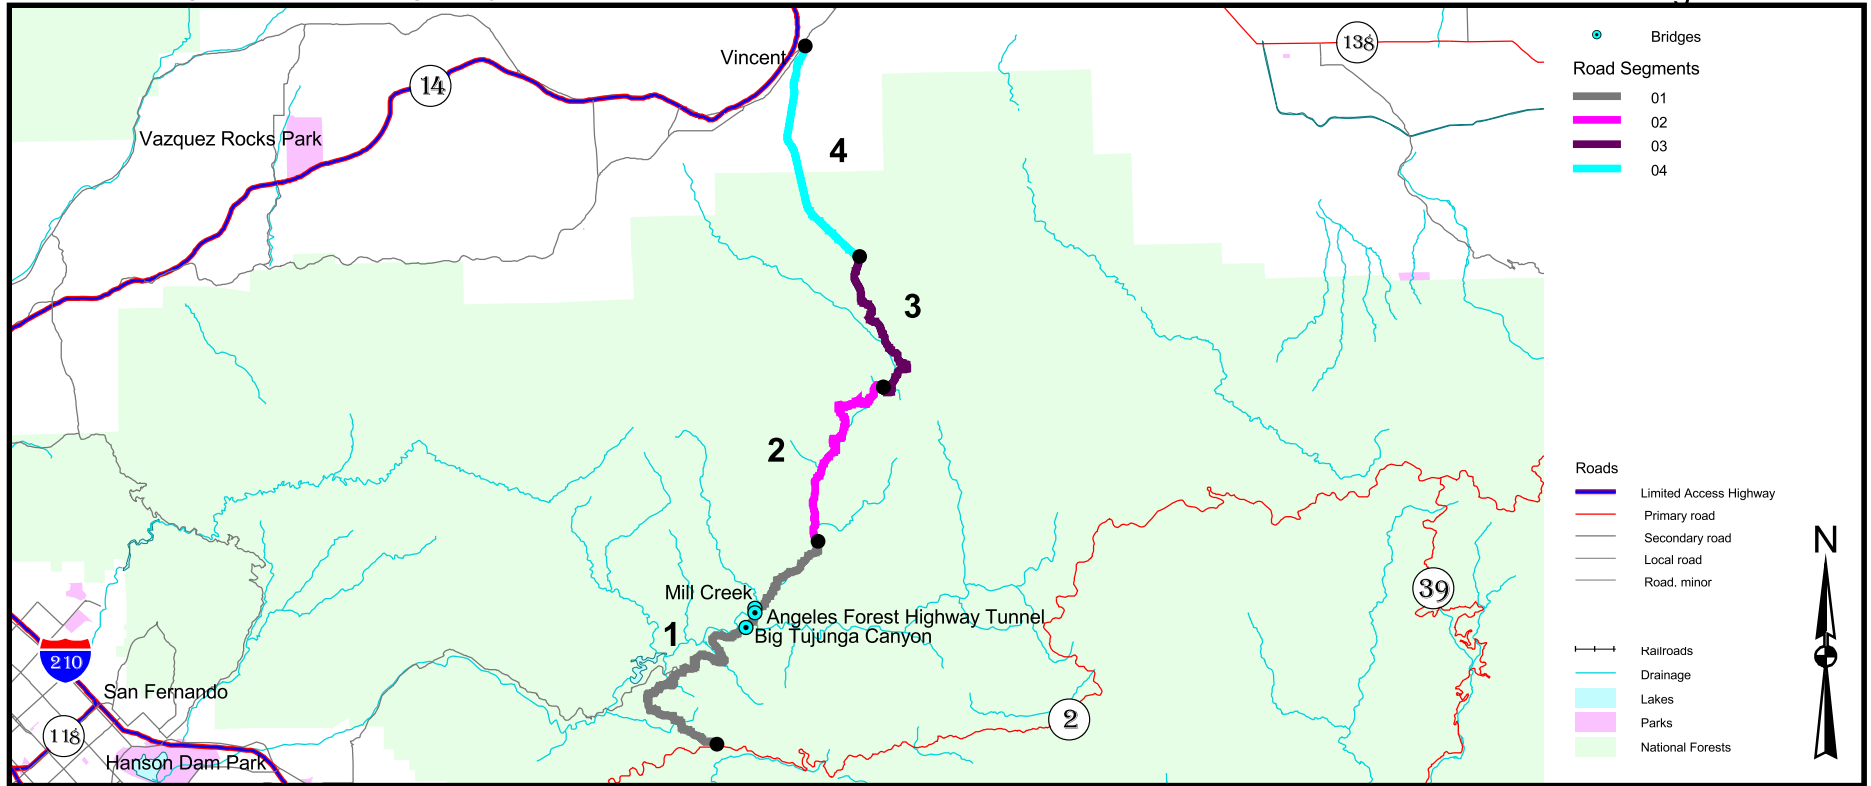 Vincent
14
138
Vazquez Rocks Park
4
3
2
Mill Creek
Angeles Forest Highway Tunnel
Big Tujunga Canyon
1
39
210
San Fernando
2
118
Hanson Dam Park
Bridges
Road Segments
01
02
03
04
Roads
Limited Access Highway
Primary road
Secondary road
Local road
Road, minor
Railroads
Drainage
Lakes
Parks
National Forests
N